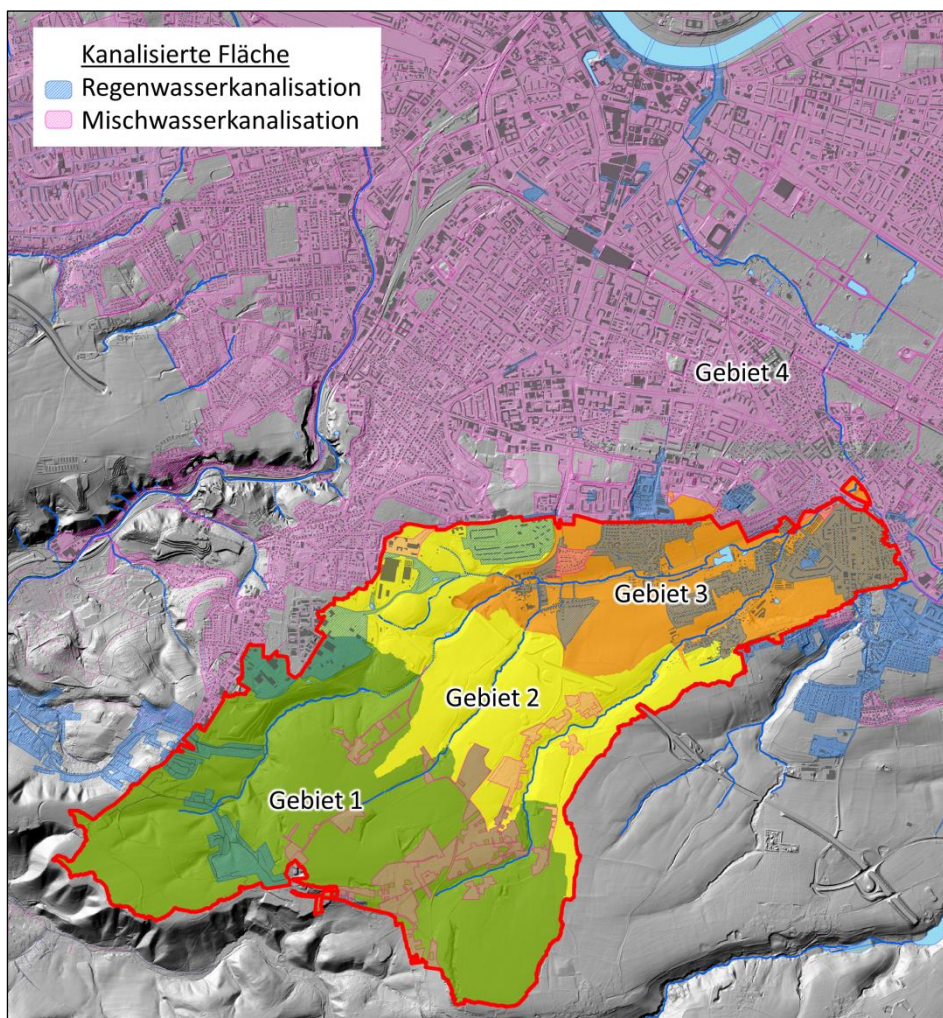 Kanalisierte Fläche
Regenwasserkanalisation
Mischwasserkanalisation
Gebiet 4
Gebiet 3
Gebiet 2
Gebiet 1